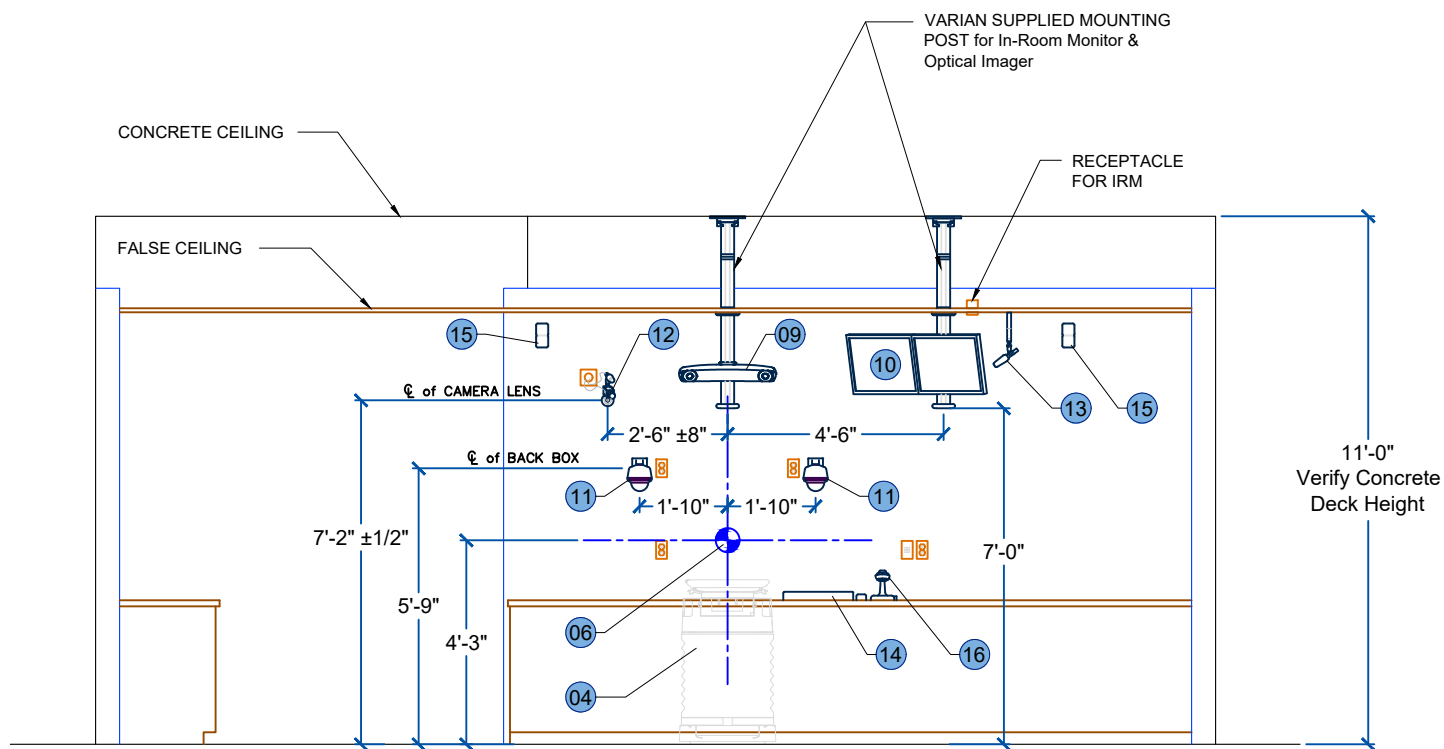 VARIAN SUPPLIED MOUNTING
POST for In-Room Monitor &
Optical Imager
CONCRETE CEILING
RECEPTACLE
FOR IRM
FALSE CEILING
15
12
09
10
13
15
℄ of CAMERA LENS
2'-6" ±8"
4'-6"
℄ of BACK BOX
11
11
1'-10"
1'-10"
11'-0"
Verify Concrete
Deck Height
7'-2" ±1/2"
7'-0"
5'-9"
4'-3"
06
14
16
04